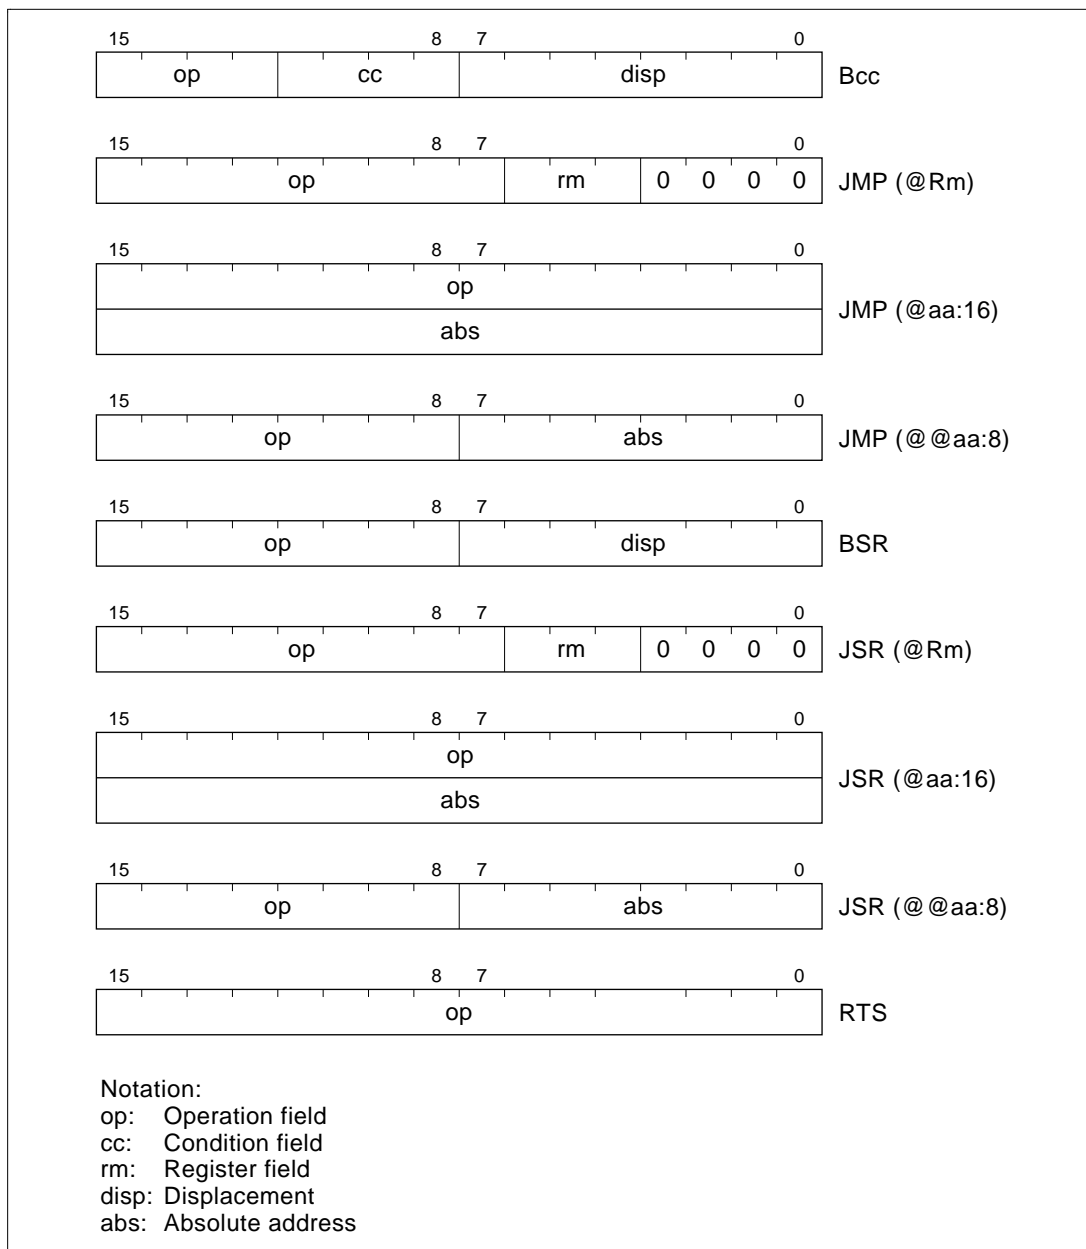 15 8 7 0
op cc disp Bcc
15 8 7 0
op rm 0 0 0 0 JMP (@Rm)
15 8 7 0
op
JMP (@aa:16)
abs
15 8 7 0
op abs JMP (@@aa:8)
15 8 7 0
op disp BSR
15 8 7 0
op rm 0 0 0 0 JSR (@Rm)
15 8 7 0
op
JSR (@aa:16)
abs
15 8 7 0
op abs JSR (@@aa:8)
15 8 7 0
op RTS
Notation:
op: Operation field
cc: Condition field
rm: Register field
disp: Displacement
abs: Absolute address